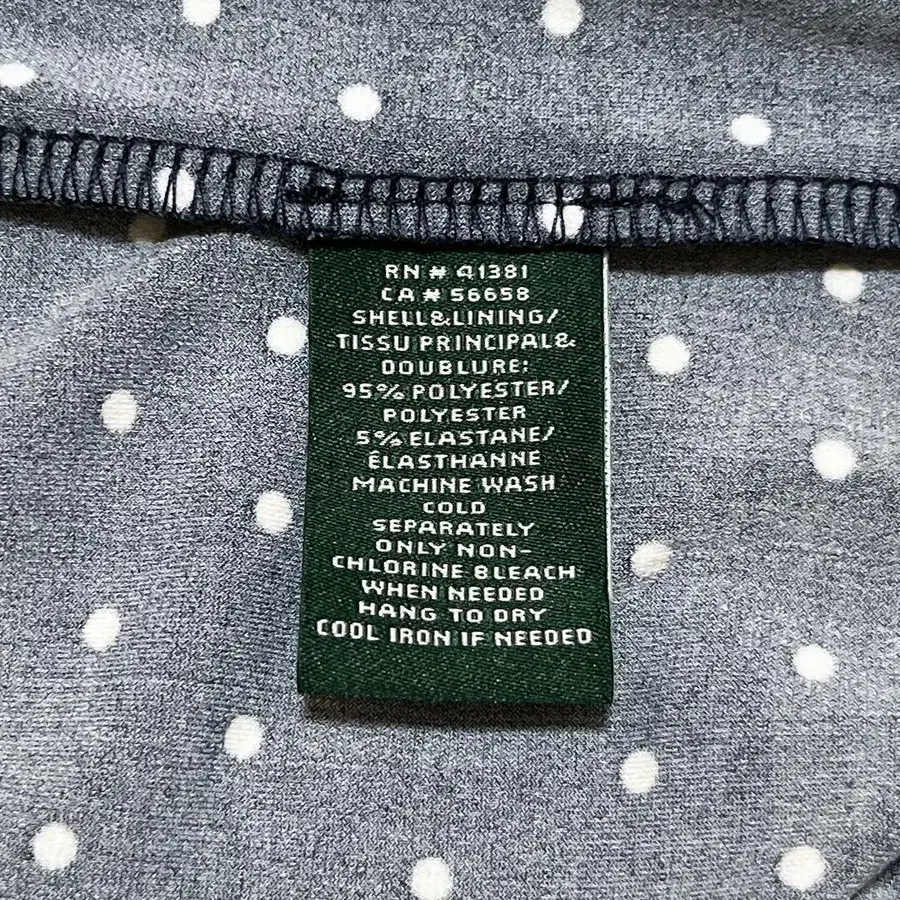 RN # 41381
CA # 56658
SHELL&LINING/
TISSU PRINCIPAL&
DOUBLURE:
95% POLYESTER/
POLYESTER
5% ELASTANE/
ÉLASTHANNE
MACHINE WASH
COLD
SEPARATELY
ONLY NON-
CHLORINE BLEACH
WHEN NEEDED
HANG TO DRY
COOL IRON IF NEEDED